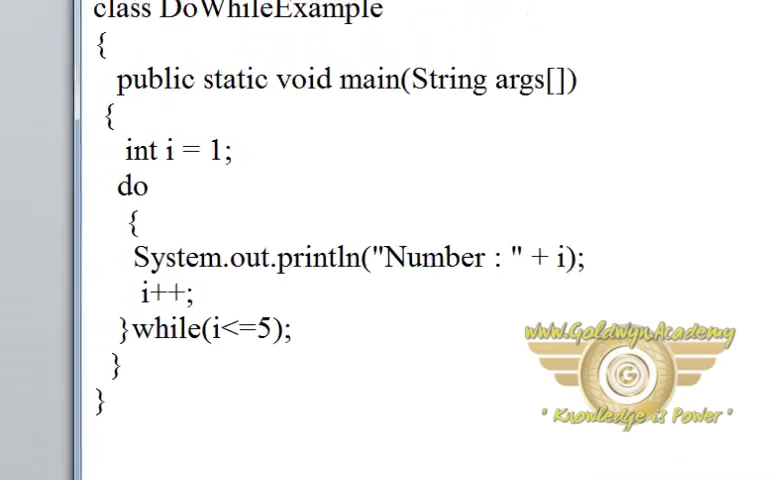 class DoWhileExample
{
public static void main(String args[])
{
int i = 1;
do
{
System.out.println("Number : " + i);
i++;
}while(i<=5);
}
}
www.GoldwynAcademy
G
" Knowledge is Power "